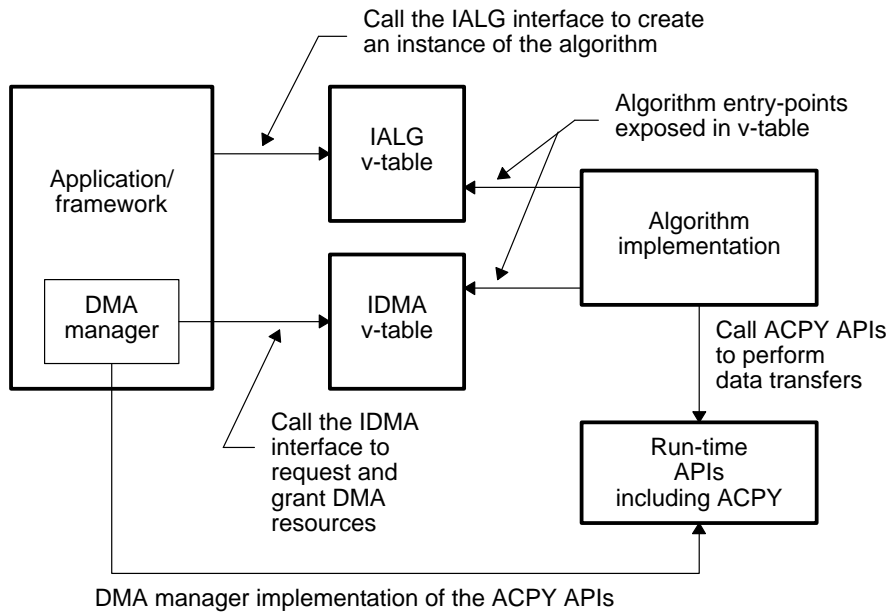 Call the IALG interface to create
an instance of the algorithm
Algorithm entry-points
exposed in v-table
IALG
v-table
Application/
framework
Algorithm
implementation
DMA
manager
IDMA
v-table
Call ACPY APIs
to perform
data transfers
Call the IDMA
interface to
request and
grant DMA
resources
Run-time
APIs
including ACPY
DMA manager implementation of the ACPY APIs